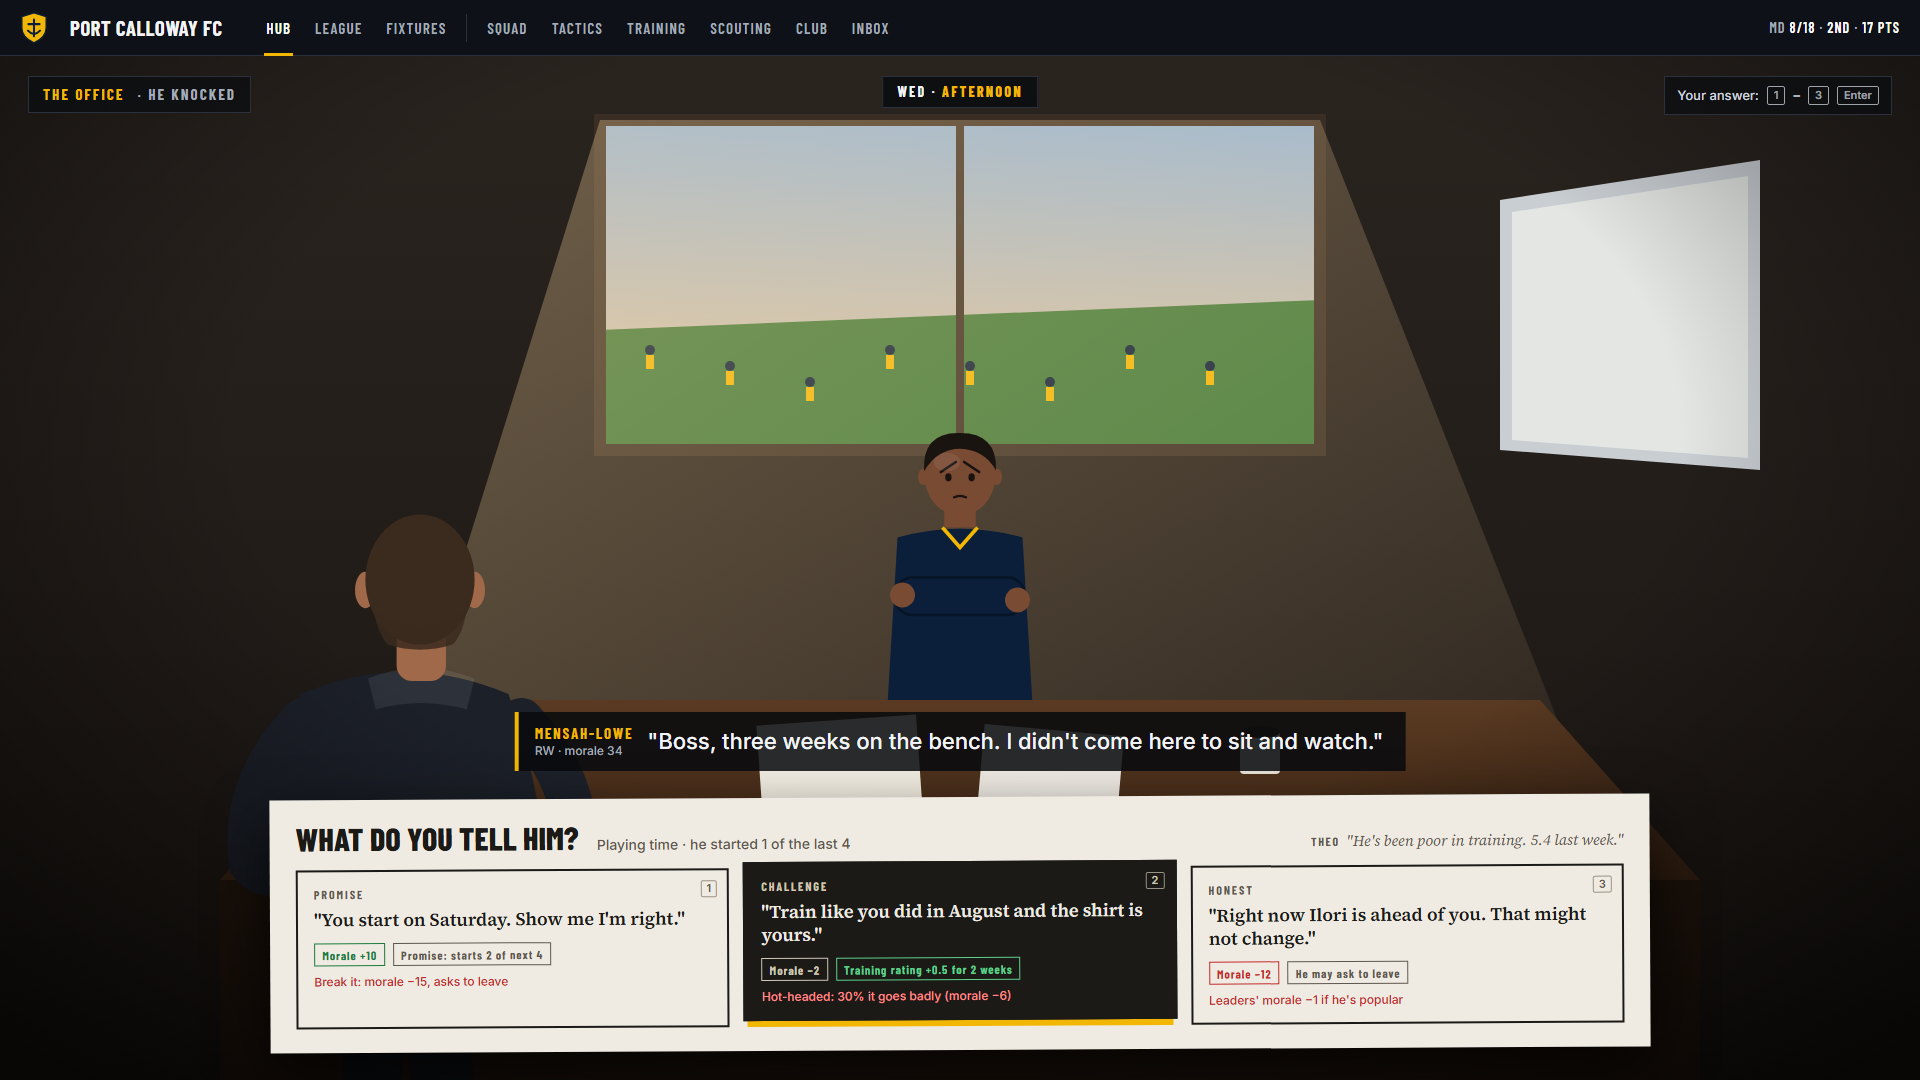 PORT CALLOWAY FC
HUB
LEAGUE
FIXTURES
SQUAD
TACTICS
TRAINING
SCOUTING
CLUB
INBOX
MD 8/18 · 2ND · 17 PTS
THE OFFICE · HE KNOCKED
WED · AFTERNOON
Your answer: 1 – 3 Enter
MENSAH-LOWE
RW · morale 34
"Boss, three weeks on the bench. I didn't come here to sit and watch."
WHAT DO YOU TELL HIM?
Playing time · he started 1 of the last 4
THEO "He's been poor in training. 5.4 last week."
PROMISE
1
"You start on Saturday. Show me I'm right."
Morale +10
Promise: starts 2 of next 4
Break it: morale −15, asks to leave
CHALLENGE
2
"Train like you did in August and the shirt is
yours."
Morale −2
Training rating +0.5 for 2 weeks
Hot-headed: 30% it goes badly (morale −6)
HONEST
3
"Right now Ilori is ahead of you. That might
not change."
Morale −12
He may ask to leave
Leaders' morale −1 if he's popular